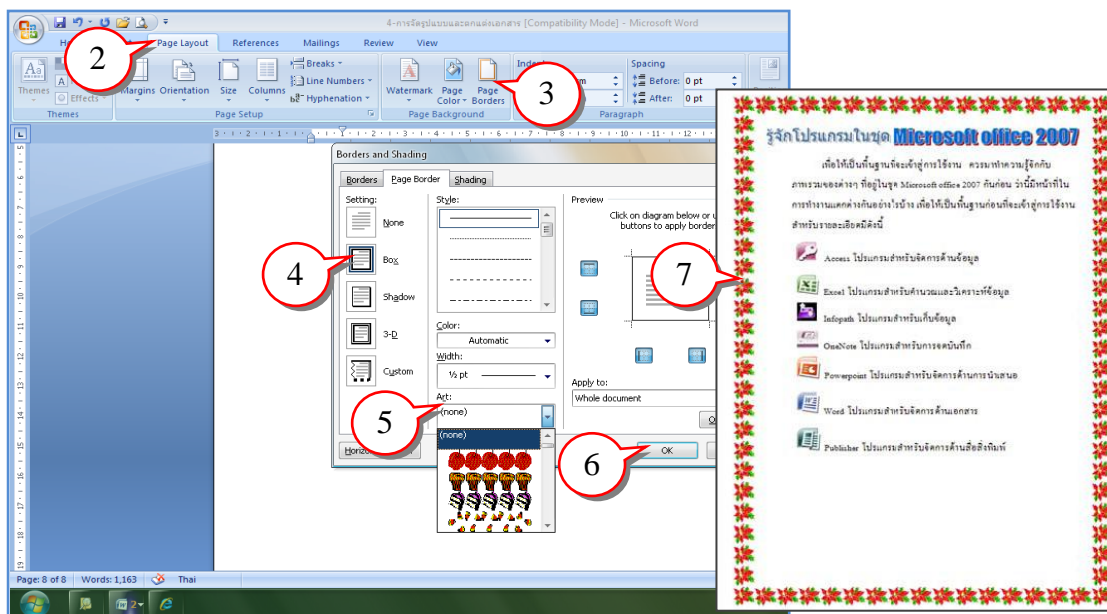 4-การจัดรูปแบบและตกแต่งเอกสาร [Compatibility Mode] - Microsoft Word
2
Page Layout
References
Mailings
Review
View
Themes
Effects
Themes
Margins
Orientation
Size
Columns
Breaks
Line Numbers
Hyphenation
Page Setup
Watermark
Page Color
Page Borders
Page Background
3
Spacing
Before: 0 pt
After: 0 pt
Paragraph
Borders and Shading
Borders
Page Border
Shading
Setting:
None
4
Box
Shadow
3-D
Custom
Style:
Color:
Automatic
Width:
½ pt
5
Art:
(none)
(none)
Preview
Click on diagram below or u
buttons to apply border
Apply to:
Whole document
6
OK
7
รู้จักโปรแกรมในชุด Microsoft office 2007
เพื่อให้เป็นพื้นฐานที่จะเข้าสู่การใช้งาน ควรมาทำความรู้จักกับ
ภาพรวมของต่างๆ ที่อยู่ในชุด Microsoft office 2007 กันก่อน ว่ามีหน้าที่ใน
การทำงานแตกต่างกันอย่างไรบ้าง เพื่อให้เป็นพื้นฐานก่อนที่จะเข้าสู่การใช้งาน
สำหรับรายละเอียดมีดังนี้
Access โปรแกรมสำหรับจัดการด้านข้อมูล
Excel โปรแกรมสำหรับคำนวณและวิเคราะห์ข้อมูล
Infopath โปรแกรมสำหรับเก็บข้อมูล
OneNote โปรแกรมสำหรับการจดบันทึก
Powerpoint โปรแกรมสำหรับจัดการด้านการนำเสนอ
Word โปรแกรมสำหรับจัดการด้านเอกสาร
Publisher โปรแกรมสำหรับจัดการด้านสื่อสิ่งพิมพ์
Page: 8 of 8
Words: 1,163
Thai
2